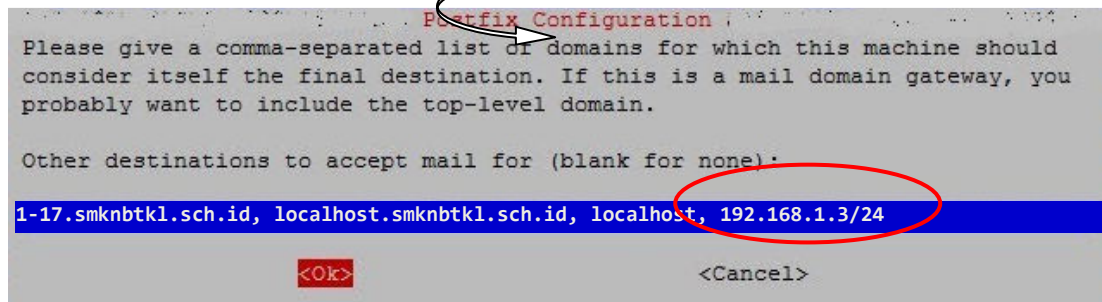 Postfix Configuration
Please give a comma-separated list of domains for which this machine should
consider itself the final destination. If this is a mail domain gateway, you
probably want to include the top-level domain.
Other destinations to accept mail for (blank for none):
1-17.smknbtkl.sch.id, localhost.smknbtkl.sch.id, localhost, 192.168.1.3/24
<Ok>
<Cancel>